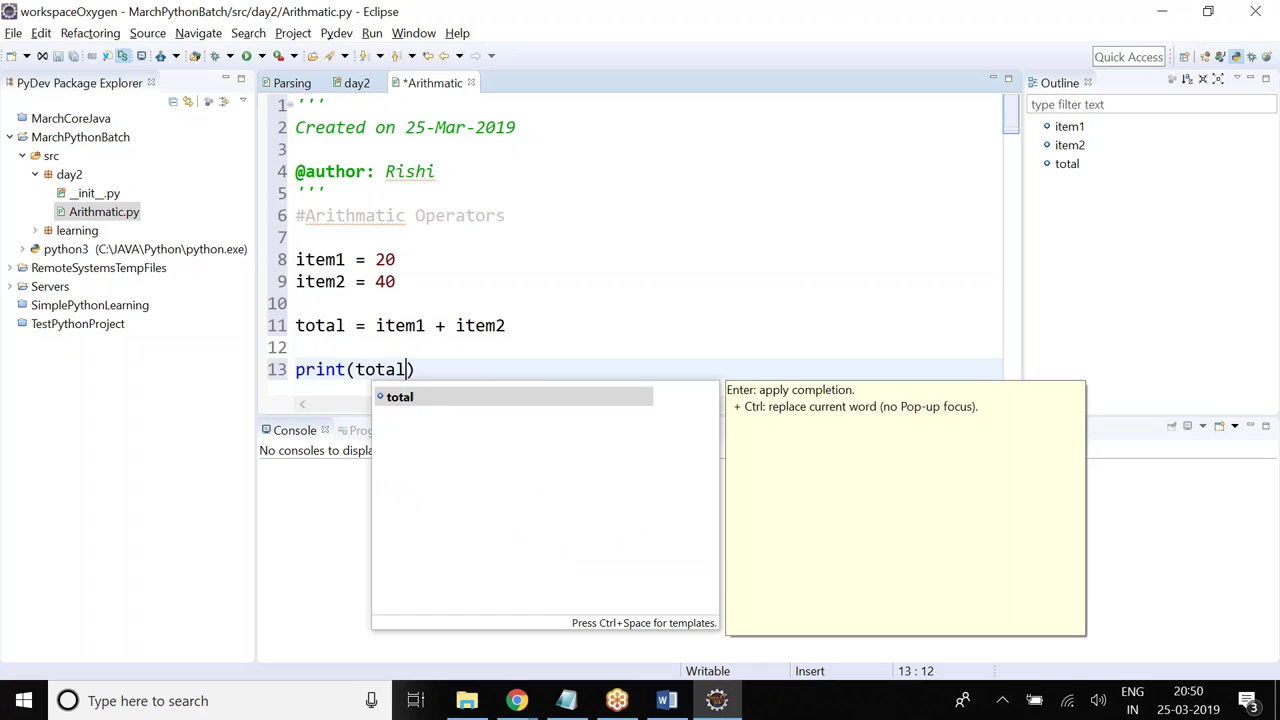 workspaceOxygen - MarchPythonBatch/src/day2/Arithmatic.py - Eclipse
File Edit Refactoring Source Navigate Search Project Pydev Run Window Help
Quick Access
PyDev Package Explorer
MarchCoreJava
MarchPythonBatch
src
day2
__init__.py
Arithmatic.py
learning
python3 (C:\JAVA\Python\python.exe)
RemoteSystemsTempFiles
Servers
SimplePythonLearning
TestPythonProject
Parsing day2 *Arithmatic
1 '''
2 Created on 25-Mar-2019
3
4 @author: Rishi
5 '''
6 #Arithmatic Operators
7
8 item1 = 20
9 item2 = 40
10
11 total = item1 + item2
12
13 print(total)
total
Press Ctrl+Space for templates.
Enter: apply completion.
+ Ctrl: replace current word (no Pop-up focus).
Outline
type filter text
item1
item2
total
Console Prog
No consoles to displa
Writable Insert 13 : 12
Type here to search
ENG
IN
20:50
25-03-2019
3